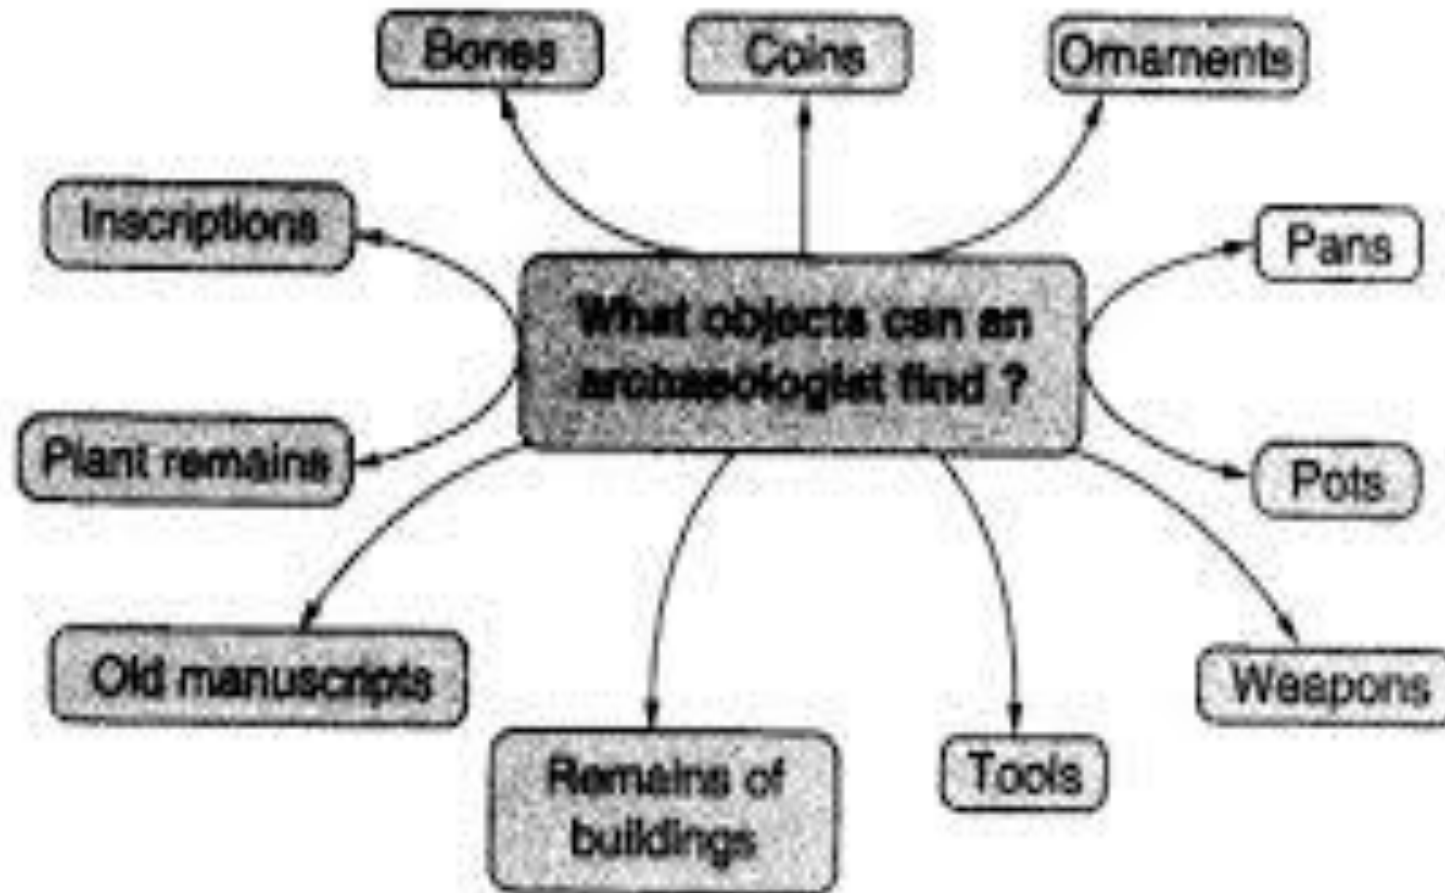 Bones
Coins
Ornaments
Inscriptions
Pans
What objects can an
archaeologist find ?
Plant remains
Pots
Old manuscripts
Weapons
Remains of
buildings
Tools